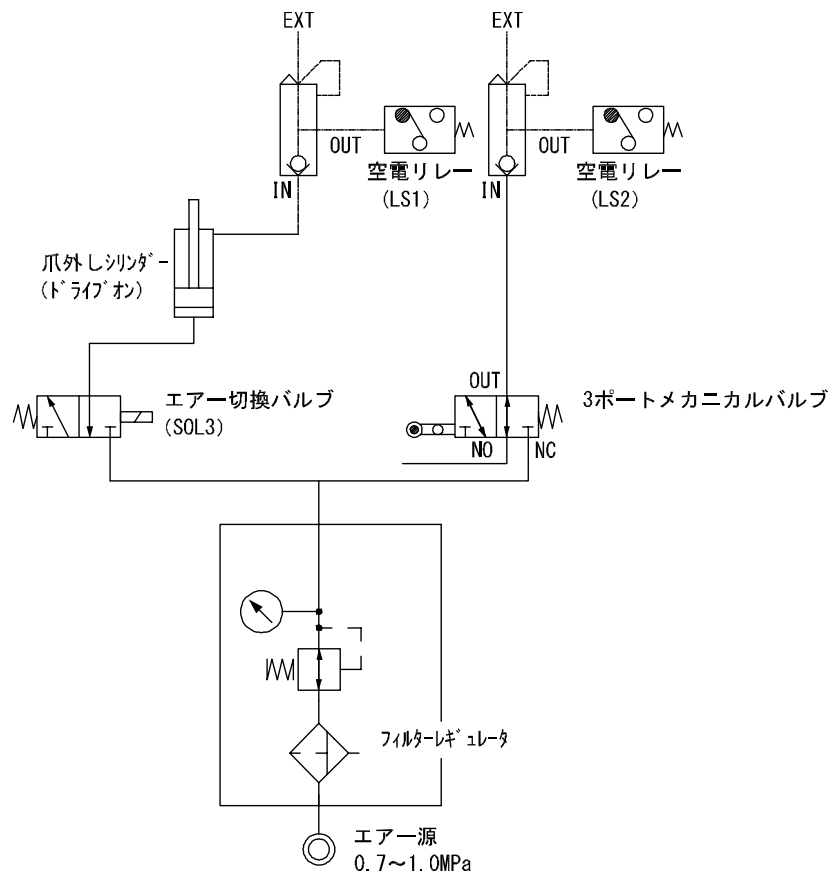 EXT
EXT
OUT
OUT
IN
IN
空電リレー
(LS1)
空電リレー
(LS2)
爪外しシリンダー
(ドライブオン)
エアー切換バルブ
(SOL3)
OUT
3ポートメカニカルバルブ
NO
NC
フィルターレギュレータ
エアー源
0.7～1.0MPa